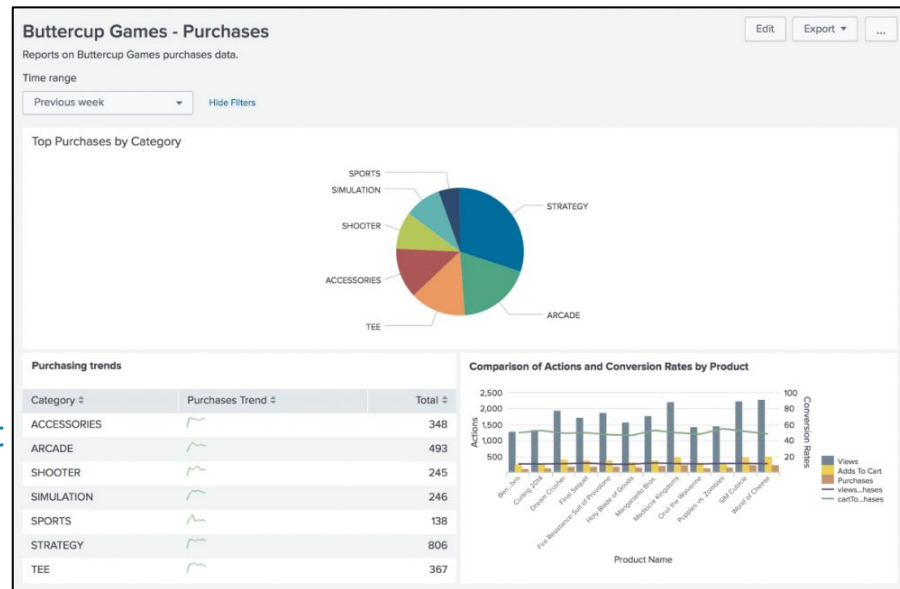 Buttercup Games - Purchases
Edit
Export
...
Reports on Buttercup Games purchases data.
Time range
Previous week
Hide Filters
Top Purchases by Category
SPORTS
SIMULATION
STRATEGY
SHOOTER
ACCESSORIES
ARCADE
TEE
Purchasing trends
Category Purchases Trend Total
ACCESSORIES 348
ARCADE 493
SHOOTER 245
SIMULATION 246
SPORTS 138
STRATEGY 806
TEE 367
Comparison of Actions and Conversion Rates by Product
2,500
2,000
1,500
1,000
500
Actions
100
80
60
40
20
Conversion Rates
Views
Adds To Cart
Purchases
views...hases
cartTo...hases
Ben...bris
Curling 2014
Dream Crusher
Final Sequel
Fire Resistance Suit of Provolone
Holy Blade of Gouda
Manganiello Bros.
Mediocre Kingdoms
Orvil the Wolverine
Puppies vs. Zombies
SIM Cubicle
World of Cheese
Product Name